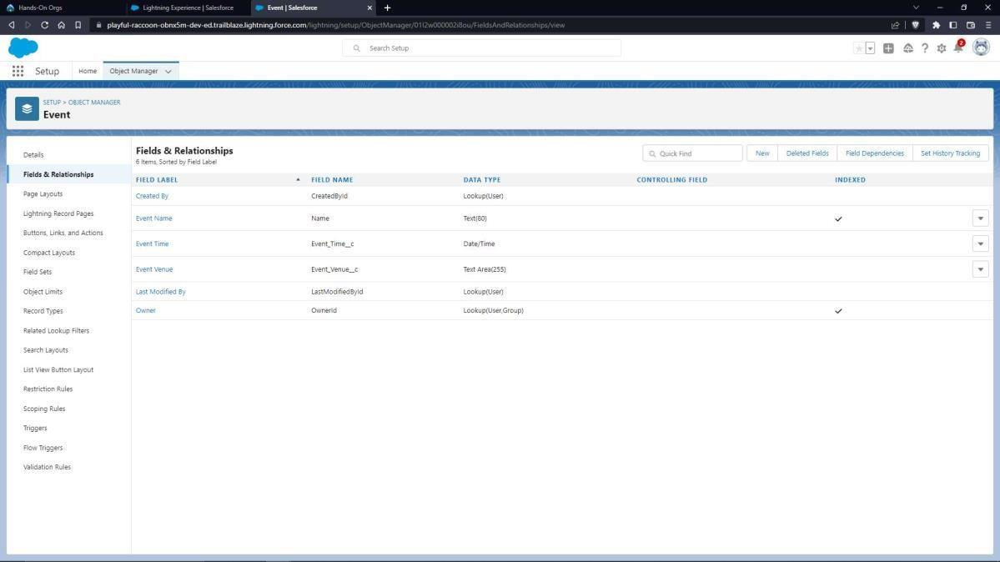 Hands-On Orgs
Lightning Experience | Salesforce
Event | Salesforce
playful-raccoon-obnx5m-dev-ed.trailblaze.lightning.force.com/lightning/setup/ObjectManager/01I2w000002i8ou/FieldsAndRelationships/view
Search Setup
2
Setup
Home
Object Manager
SETUP > OBJECT MANAGER
Event
Details
Fields & Relationships
Page Layouts
Lightning Record Pages
Buttons, Links, and Actions
Compact Layouts
Field Sets
Object Limits
Record Types
Related Lookup Filters
Search Layouts
List View Button Layout
Restriction Rules
Scoping Rules
Triggers
Flow Triggers
Validation Rules
Fields & Relationships
6 Items, Sorted by Field Label
Quick Find
New
Deleted Fields
Field Dependencies
Set History Tracking
FIELD LABEL FIELD NAME DATA TYPE CONTROLLING FIELD INDEXED
Created By CreatedById Lookup(User)
Event Name Name Text(80)
Event Time Event_Time__c Date/Time
Event Venue Event_Venue__c Text Area(255)
Last Modified By LastModifiedById Lookup(User)
Owner OwnerId Lookup(User,Group)